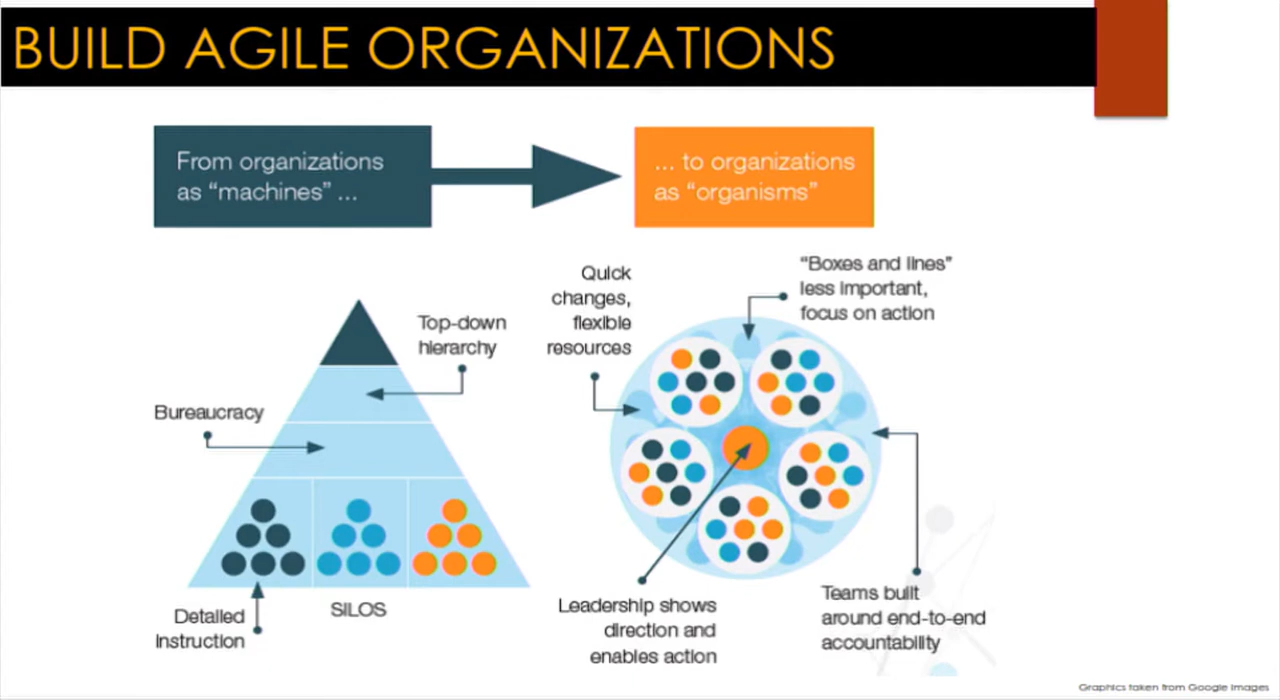 BUILD AGILE ORGANIZATIONS
From organizations
as “machines” ...
... to organizations
as “organisms”
Top-down
hierarchy
Bureaucracy
Detailed
instruction
SILOS
Quick
changes,
flexible
resources
“Boxes and lines”
less important,
focus on action
Leadership shows
direction and
enables action
Teams built
around end-to-end
accountability
Graphics taken from Google Images